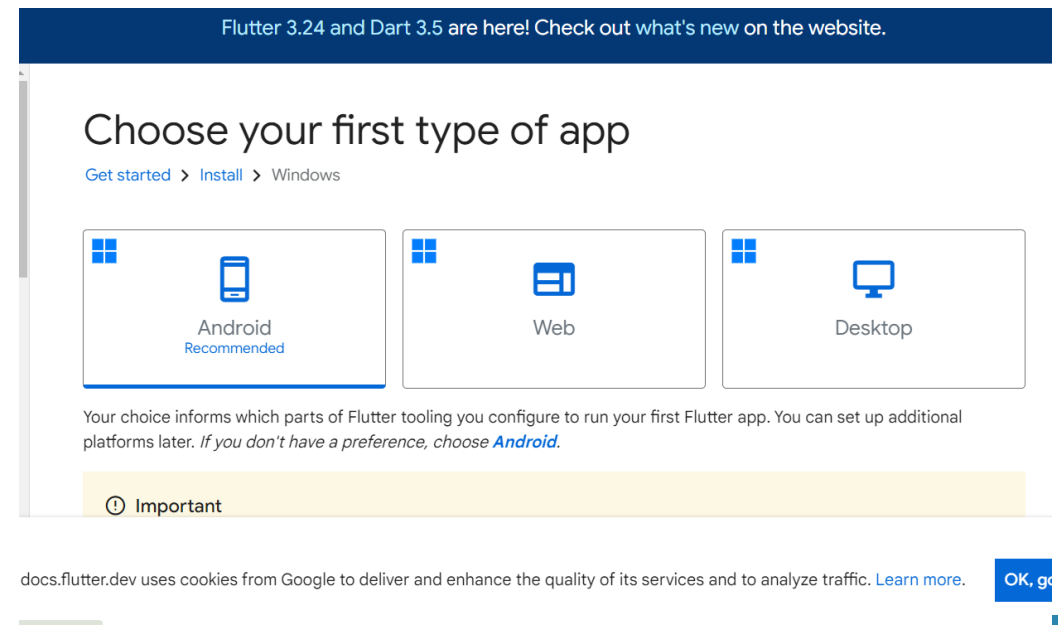 Flutter 3.24 and Dart 3.5 are here! Check out what's new on the website.
Choose your first type of app
Get started > Install > Windows
Android
Recommended
Web
Desktop
Your choice informs which parts of Flutter tooling you configure to run your first Flutter app. You can set up additional
platforms later. If you don't have a preference, choose Android.
Important
docs.flutter.dev uses cookies from Google to deliver and enhance the quality of its services and to analyze traffic. Learn more.
OK, go